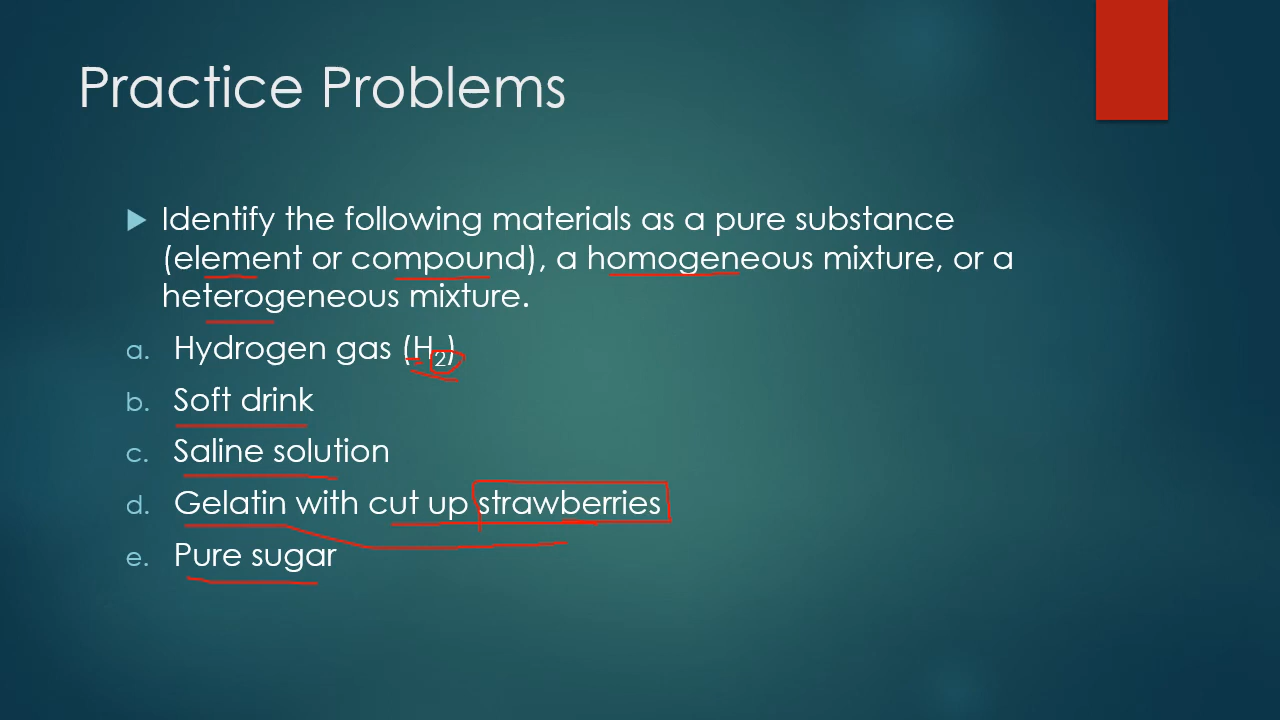 Practice Problems
Identify the following materials as a pure substance
(element or compound), a homogeneous mixture, or a
heterogeneous mixture.
a. Hydrogen gas (H₂)
b. Soft drink
c. Saline solution
d. Gelatin with cut up strawberries
e. Pure sugar